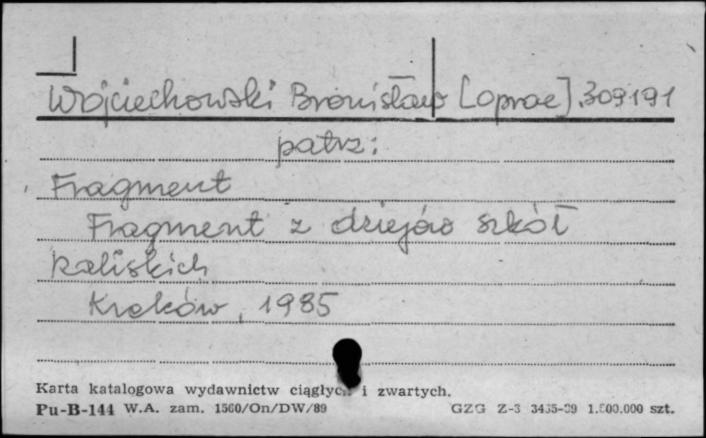 Wojciechowski Bronisław [oprac]. 309191
patrz:
Fragment
Fragment z dziejów szkół
kaliskich
Kraków, 1985
Karta katalogowa wydawnictw ciągłych i zwartych.
Pu-B-144 W.A. zam. 1560/On/DW/89 GZG Z-3 3435-89 1.500.000 szt.